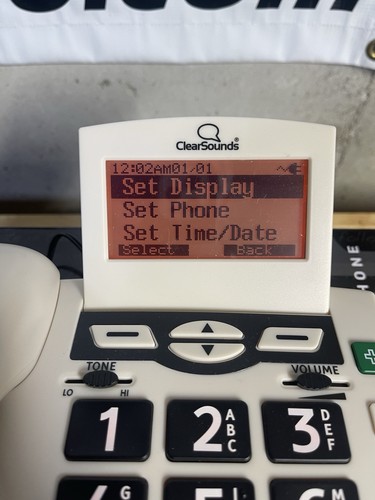 ClearSounds®
12:02AM01/01
Set Display
Set Phone
Set Time/Date
Select Back
TONE
LO HI
VOLUME
1
2 ABC
3 DEF
PHONE